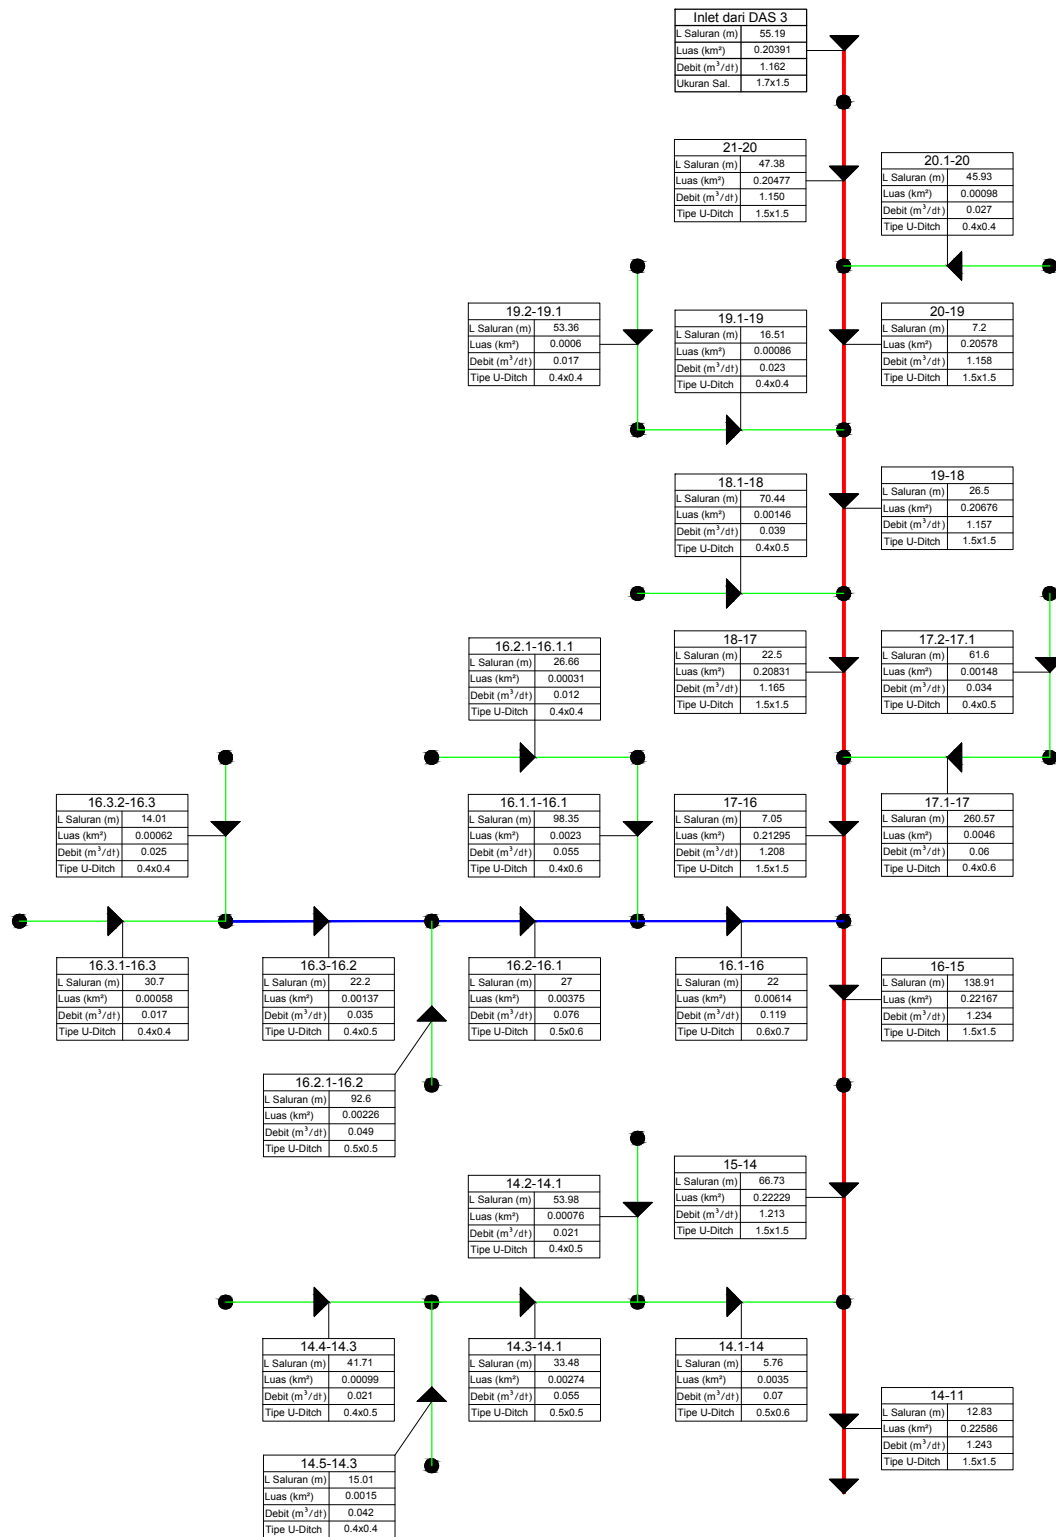 Inlet dari DAS 3
L Saluran (m) 55.19
Luas (km²) 0.20391
Debit (m³/dt) 1.162
Ukuran Sal. 1.7x1.5
21-20
L Saluran (m) 47.38
Luas (km²) 0.20477
Debit (m³/dt) 1.150
Tipe U-Ditch 1.5x1.5
20.1-20
L Saluran (m) 45.93
Luas (km²) 0.00098
Debit (m³/dt) 0.027
Tipe U-Ditch 0.4x0.4
19.2-19.1
L Saluran (m) 53.36
Luas (km²) 0.0006
Debit (m³/dt) 0.017
Tipe U-Ditch 0.4x0.4
19.1-19
L Saluran (m) 16.51
Luas (km²) 0.00086
Debit (m³/dt) 0.023
Tipe U-Ditch 0.4x0.4
20-19
L Saluran (m) 7.2
Luas (km²) 0.20578
Debit (m³/dt) 1.158
Tipe U-Ditch 1.5x1.5
18.1-18
L Saluran (m) 70.44
Luas (km²) 0.00146
Debit (m³/dt) 0.039
Tipe U-Ditch 0.4x0.5
19-18
L Saluran (m) 26.5
Luas (km²) 0.20676
Debit (m³/dt) 1.157
Tipe U-Ditch 1.5x1.5
16.2.1-16.1.1
L Saluran (m) 26.66
Luas (km²) 0.00031
Debit (m³/dt) 0.012
Tipe U-Ditch 0.4x0.4
18-17
L Saluran (m) 22.5
Luas (km²) 0.20831
Debit (m³/dt) 1.165
Tipe U-Ditch 1.5x1.5
17.2-17.1
L Saluran (m) 61.6
Luas (km²) 0.00148
Debit (m³/dt) 0.034
Tipe U-Ditch 0.4x0.5
16.3.2-16.3
L Saluran (m) 14.01
Luas (km²) 0.00062
Debit (m³/dt) 0.025
Tipe U-Ditch 0.4x0.4
16.1.1-16.1
L Saluran (m) 98.35
Luas (km²) 0.0023
Debit (m³/dt) 0.055
Tipe U-Ditch 0.4x0.6
17-16
L Saluran (m) 7.05
Luas (km²) 0.21295
Debit (m³/dt) 1.208
Tipe U-Ditch 1.5x1.5
17.1-17
L Saluran (m) 260.57
Luas (km²) 0.0046
Debit (m³/dt) 0.06
Tipe U-Ditch 0.4x0.6
16.3.1-16.3
L Saluran (m) 30.7
Luas (km²) 0.00058
Debit (m³/dt) 0.017
Tipe U-Ditch 0.4x0.4
16.3-16.2
L Saluran (m) 22.2
Luas (km²) 0.00137
Debit (m³/dt) 0.035
Tipe U-Ditch 0.4x0.5
16.2-16.1
L Saluran (m) 27
Luas (km²) 0.00375
Debit (m³/dt) 0.076
Tipe U-Ditch 0.5x0.6
16.1-16
L Saluran (m) 22
Luas (km²) 0.00614
Debit (m³/dt) 0.119
Tipe U-Ditch 0.6x0.7
16-15
L Saluran (m) 138.91
Luas (km²) 0.22167
Debit (m³/dt) 1.234
Tipe U-Ditch 1.5x1.5
16.2.1-16.2
L Saluran (m) 92.6
Luas (km²) 0.00226
Debit (m³/dt) 0.049
Tipe U-Ditch 0.5x0.5
14.2-14.1
L Saluran (m) 53.98
Luas (km²) 0.00076
Debit (m³/dt) 0.021
Tipe U-Ditch 0.4x0.5
15-14
L Saluran (m) 66.73
Luas (km²) 0.22229
Debit (m³/dt) 1.213
Tipe U-Ditch 1.5x1.5
14.4-14.3
L Saluran (m) 41.71
Luas (km²) 0.00099
Debit (m³/dt) 0.021
Tipe U-Ditch 0.4x0.5
14.3-14.1
L Saluran (m) 33.48
Luas (km²) 0.00274
Debit (m³/dt) 0.055
Tipe U-Ditch 0.5x0.5
14.1-14
L Saluran (m) 5.76
Luas (km²) 0.0035
Debit (m³/dt) 0.07
Tipe U-Ditch 0.5x0.6
14-11
L Saluran (m) 12.83
Luas (km²) 0.22586
Debit (m³/dt) 1.243
Tipe U-Ditch 1.5x1.5
14.5-14.3
L Saluran (m) 15.01
Luas (km²) 0.0015
Debit (m³/dt) 0.042
Tipe U-Ditch 0.4x0.4